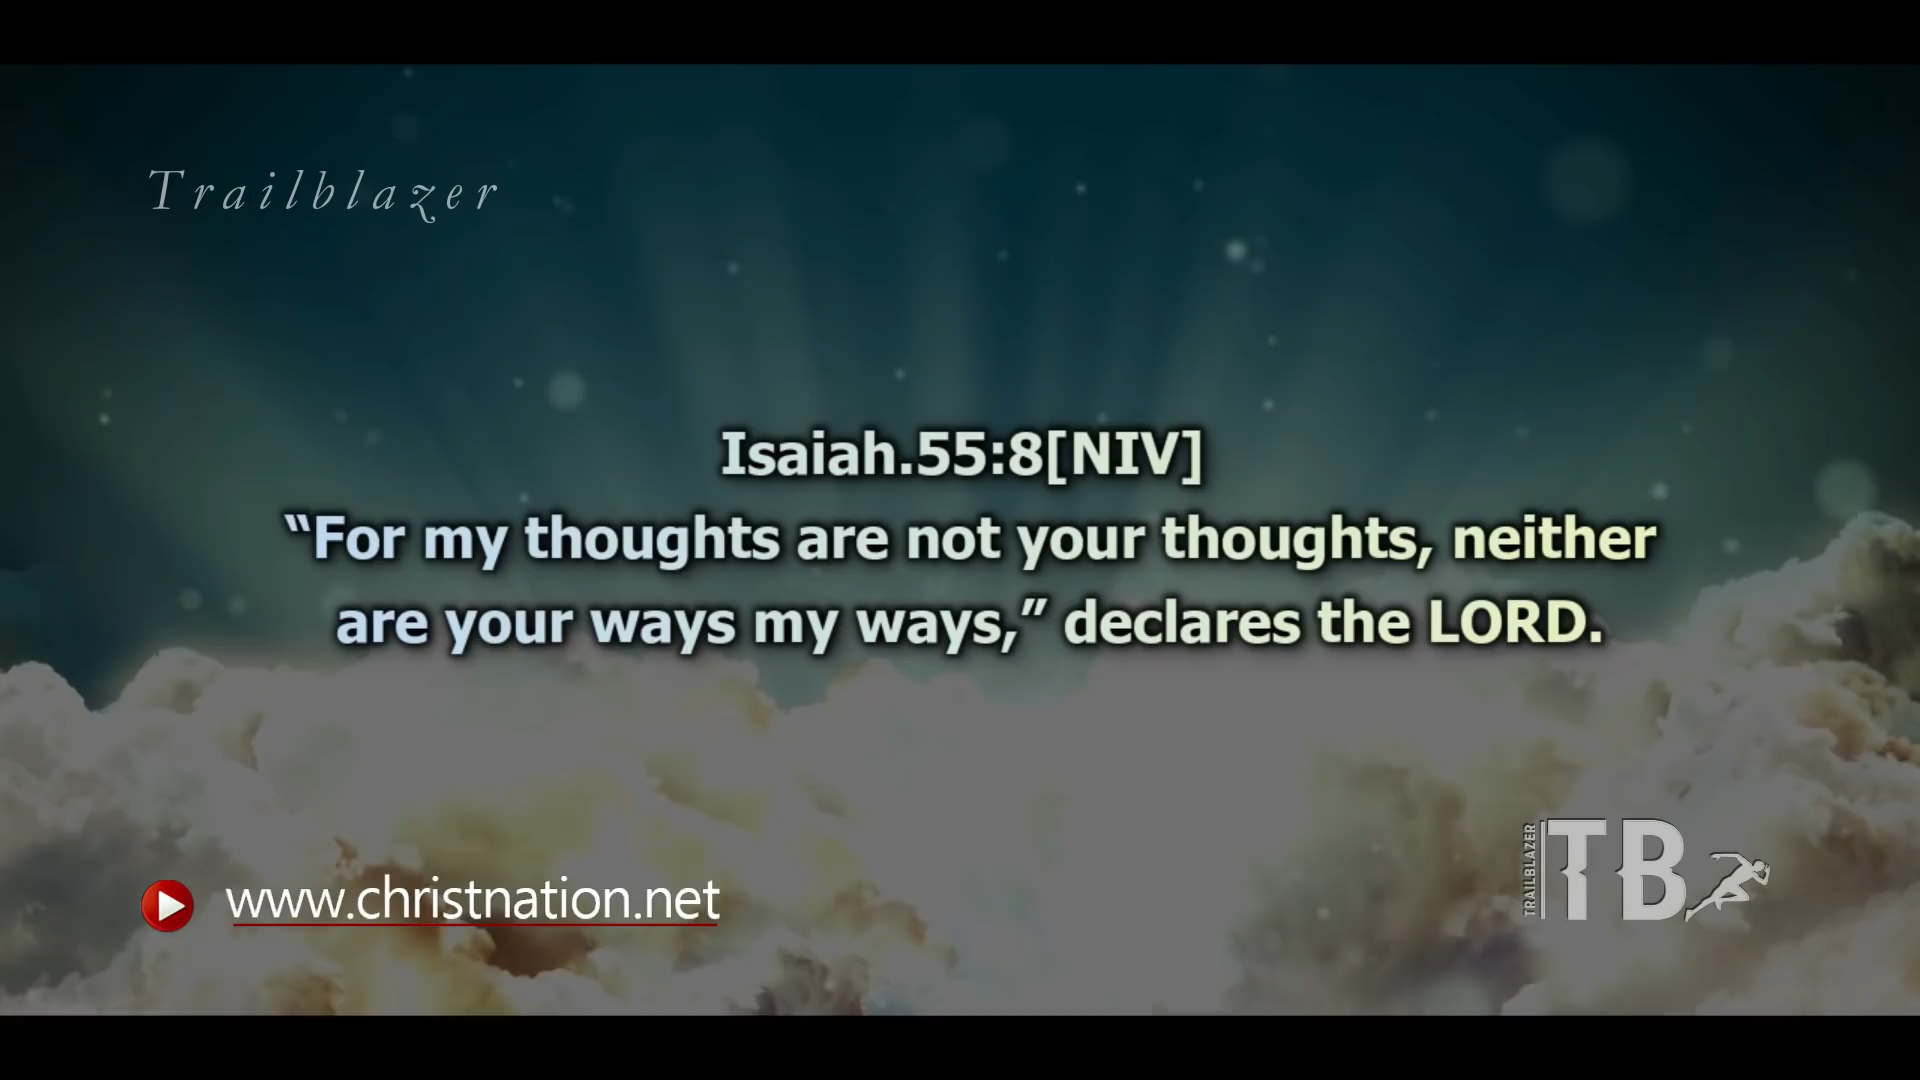 Trailblazer
Isaiah.55:8[NIV]
“For my thoughts are not your thoughts, neither
are your ways my ways,” declares the LORD.
www.christnation.net
TRAILBLAZER
TB